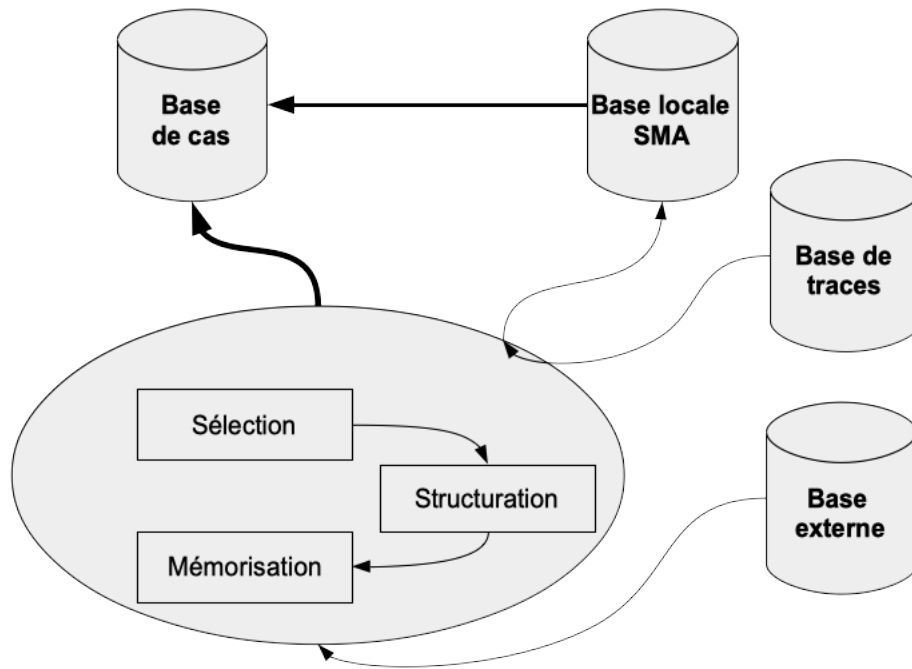 Base
de cas
Base locale
SMA
Base de
traces
Sélection
Structuration
Mémorisation
Base
externe